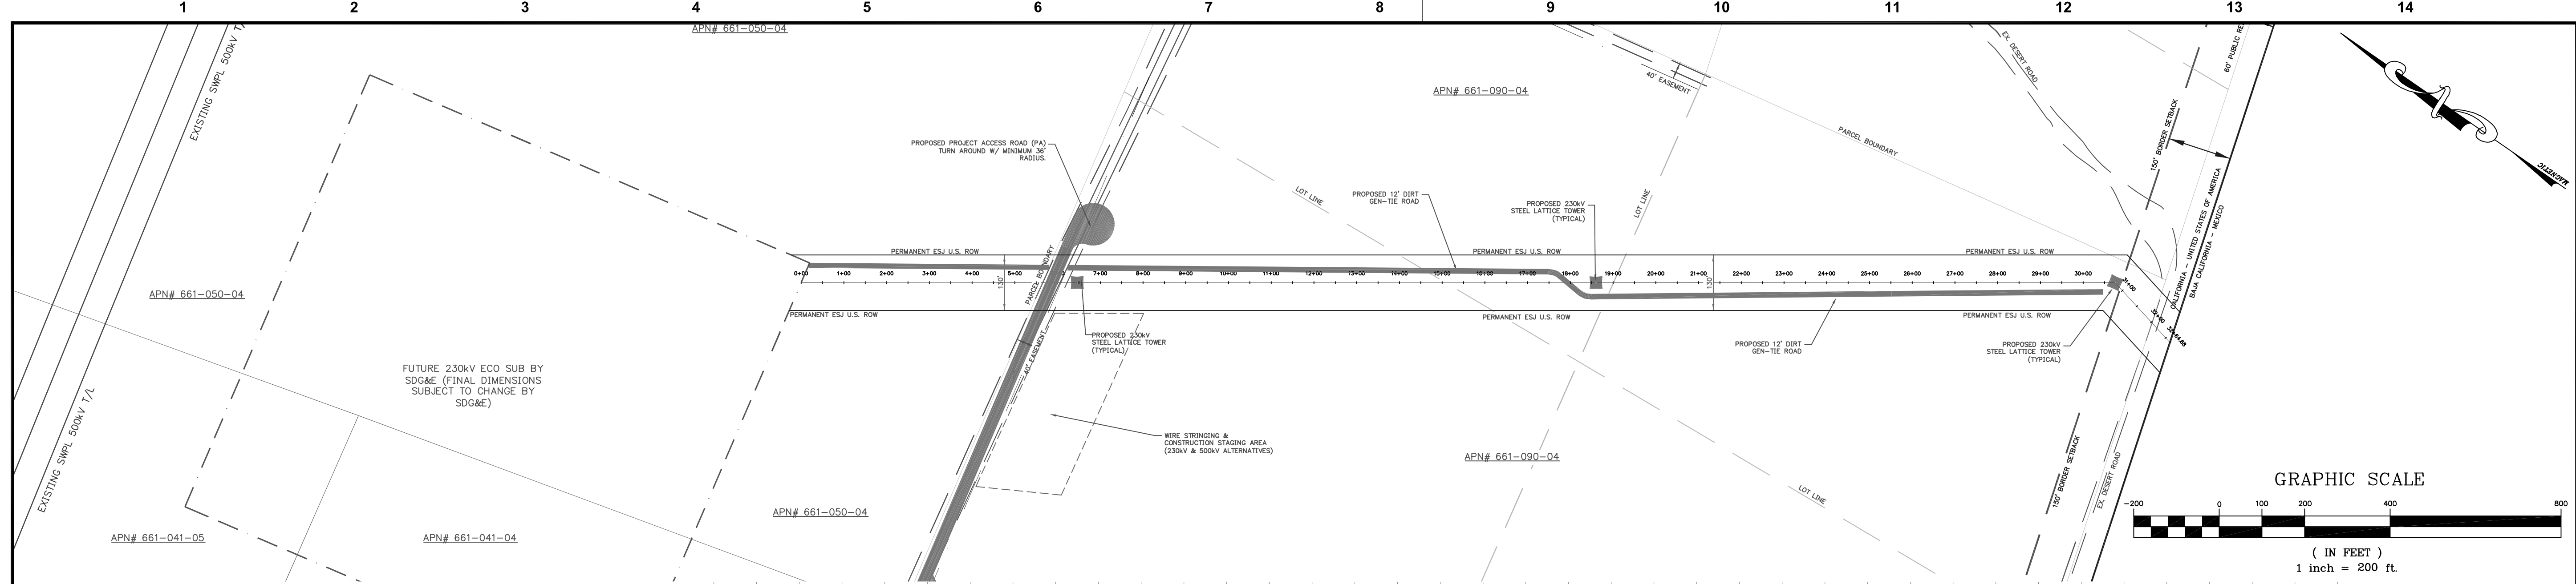 1 2 3 4 5 6 7 8 9 10 11 12 13 14
APN# 661-050-04
EXISTING SWPL 500kV T/
EX. DESERT ROAD
60' PUBLIC RE
40' EASEMENT
APN# 661-090-04
150' BORDER SETBACK
PARCEL BOUNDARY
PROPOSED PROJECT ACCESS ROAD (PA)
TURN AROUND W/ MINIMUM 36'
RADIUS.
MAGNETIC
LOT LINE
PROPOSED 12' DIRT
GEN-TIE ROAD
PROPOSED 230kV
STEEL LATTICE TOWER
(TYPICAL)
LOT LINE
CALIFORNIA - UNITED STATES OF AMERICA
BAJA CALIFORNIA - MEXICO
PERMANENT ESJ U.S. ROW
PERMANENT ESJ U.S. ROW
PERMANENT ESJ U.S. ROW
PARCEL BOUNDARY
0+00 1+00 2+00 3+00 4+00 5+00 7+00 8+00 9+00 10+00 11+00 12+00 13+00 14+00 15+00 16+00 17+00 18+00 19+00 20+00 21+00 22+00 23+00 24+00 25+00 26+00 27+00 28+00 29+00 30+00
130'
130'
APN# 661-050-04
32+00
32+64.68
PERMANENT ESJ U.S. ROW
PERMANENT ESJ U.S. ROW
PERMANENT ESJ U.S. ROW
PROPOSED 230kV
STEEL LATTICE TOWER
(TYPICAL)
40' EASEMENT
PROPOSED 12' DIRT
GEN-TIE ROAD
PROPOSED 230kV
STEEL LATTICE TOWER
(TYPICAL)
FUTURE 230kV ECO SUB BY
SDG&E (FINAL DIMENSIONS
SUBJECT TO CHANGE BY
SDG&E)
EXISTING SWPL 500kV T/L
WIRE STRINGING &
CONSTRUCTION STAGING AREA
(230kV & 500kV ALTERNATIVES)
APN# 661-090-04
LOT LINE
150' BORDER SETBACK
EX. DESERT ROAD
APN# 661-050-04
APN# 661-041-05
APN# 661-041-04
GRAPHIC SCALE
-200 0 100 200 400 800
( IN FEET )
1 inch = 200 ft.